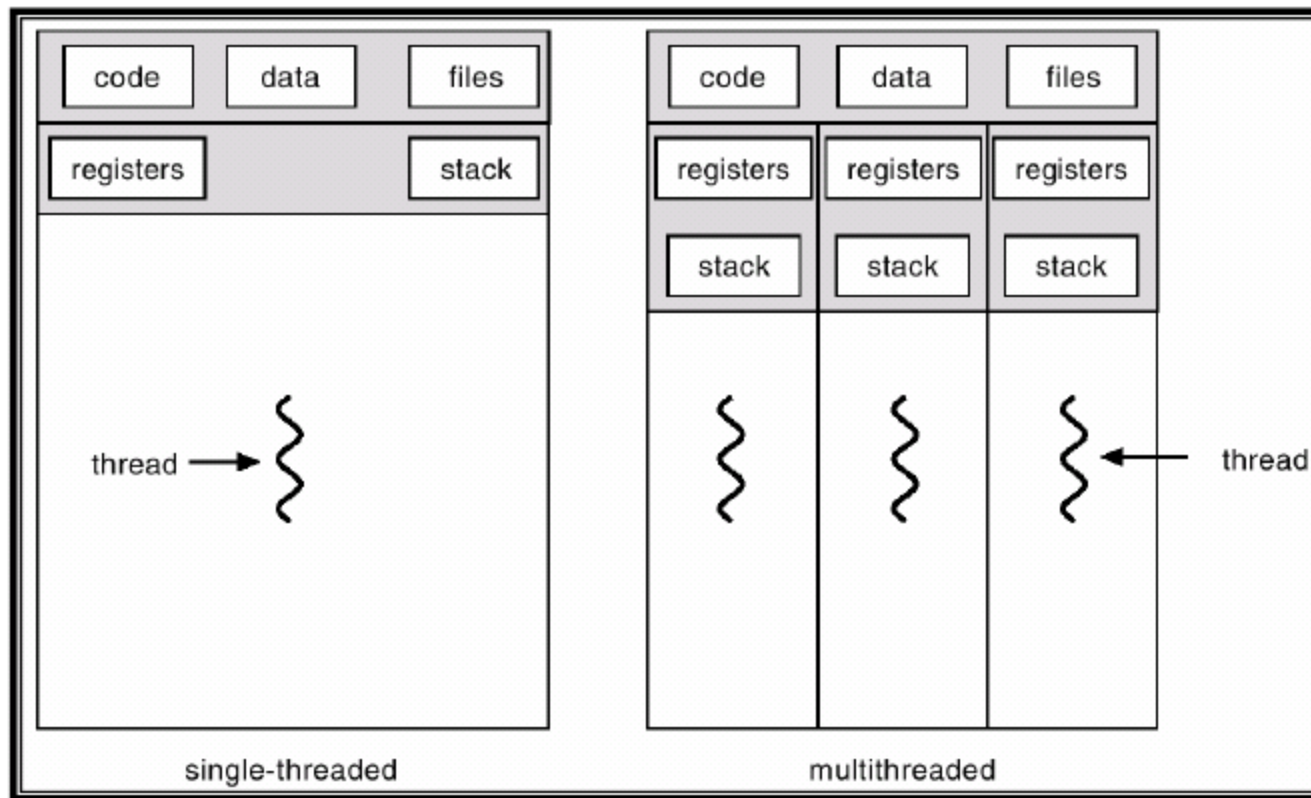 code data files
registers stack
thread
single-threaded
code data files
registers registers registers
stack stack stack
thread
multithreaded